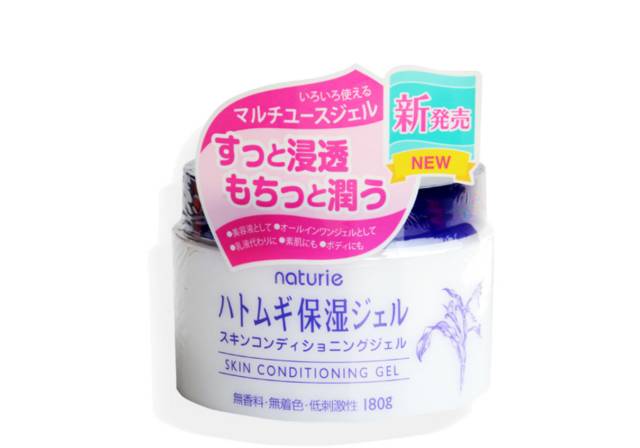 いろいろ使える
マルチユースジェル
すっと浸透
もちっと潤う
●美容液として●オールインワンジェルとして
●乳液代わりに●素肌にも●ボディにも
新発売
NEW
naturie
ハトムギ保湿ジェル
スキンコンディショニングジェル
SKIN CONDITIONING GEL
無香料・無着色・低刺激性 180g